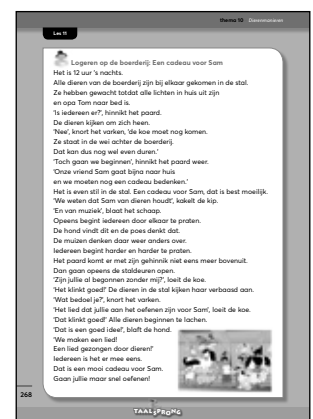 thema 10 Dierenmanieren
Les 11
Logeren op de boerderij: Een cadeau voor Sam
Het is 12 uur 's nachts.
Alle dieren van de boerderij zijn bij elkaar gekomen in de stal.
Ze hebben gewacht totdat alle lichten in huis uit zijn
en opa Tom naar bed is.
'Is iedereen er?', hinnikt het paard.
De dieren kijken om zich heen.
'Nee', knort het varken, 'de koe moet nog komen.
Ze staat in de wei achter de boerderij.
Dat kan dus nog wel even duren.'
'Toch gaan we beginnen', hinnikt het paard weer.
'Onze vriend Sam gaat bijna naar huis
en we moeten nog een cadeau bedenken.'
Het is even stil in de stal. Een cadeau voor Sam, dat is best moeilijk.
'We weten dat Sam van dieren houdt', kakelt de kip.
'En van muziek', blaat het schaap.
Opeens begint iedereen door elkaar te praten.
De hond vindt dit en de poes denkt dat.
De muizen denken daar weer anders over.
Iedereen begint harder en harder te praten.
Het paard komt er met zijn gehinnik niet eens meer bovenuit.
Dan gaan opeens de staldeuren open.
'Zijn jullie al begonnen zonder mij?', loeit de koe.
'Het klinkt goed!' De dieren in de stal kijken haar verbaasd aan.
'Wat bedoel je?', knort het varken.
'Het lied dat jullie aan het oefenen zijn voor Sam', loeit de koe.
'Dat klinkt goed!' Alle dieren beginnen te lachen.
'Dat is een goed idee!', blaft de hond.
'We maken een lied!
Een lied gezongen door dieren!'
Iedereen is het er mee eens.
Dat is een mooi cadeau voor Sam.
Gaan jullie maar snel oefenen!
268
TAALSPRONG